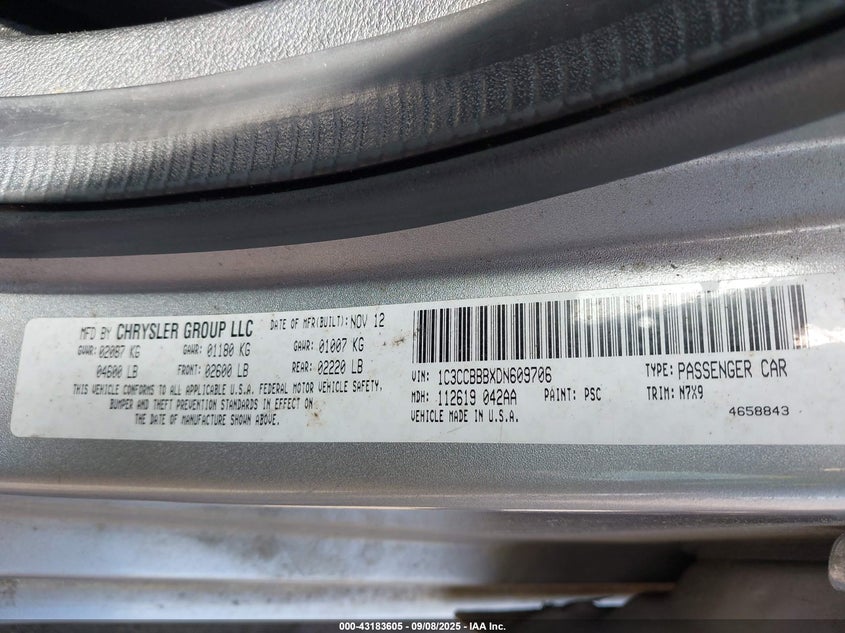 MFD BY CHRYSLER GROUP LLC DATE OF MFR(BUILT): NOV 12
GVWR: 02087 KG GAWR: 01180 KG GAWR: 01007 KG
04600 LB FRONT: 02600 LB REAR: 02220 LB
THIS VEHICLE CONFORMS TO ALL APPLICABLE U.S.A. FEDERAL MOTOR VEHICLE SAFETY,
BUMPER AND THEFT PREVENTION STANDARDS IN EFFECT ON
THE DATE OF MANUFACTURE SHOWN ABOVE.
VIN: 1C3CCBBBXDN609706 TYPE: PASSENGER CAR
MDH: 112619 042AA PAINT: PSC TRIM: N7X9
VEHICLE MADE IN U.S.A. 4658843
000-43183605 - 09/08/2025 - IAA Inc.